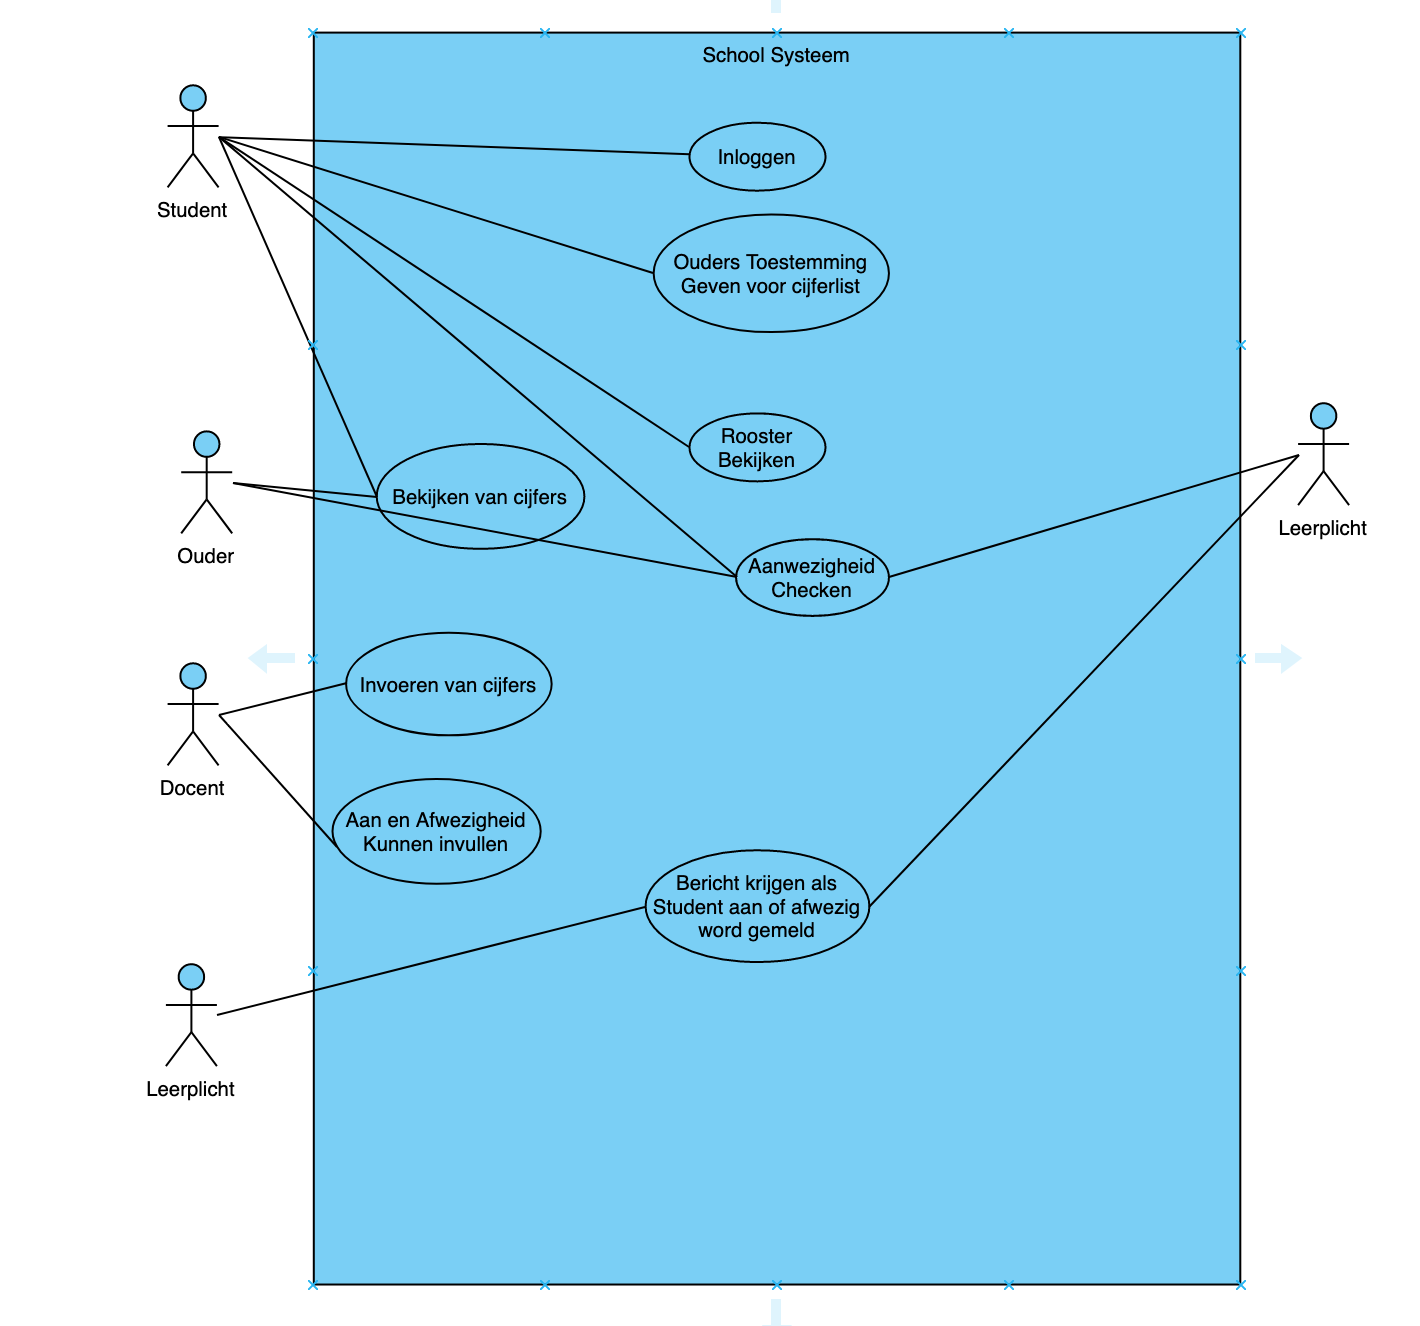 School Systeem
Student
Inloggen
Ouders Toestemming
Geven voor cijferlist
Rooster
Bekijken
Bekijken van cijfers
Ouder
Leerplicht
Aanwezigheid
Checken
Invoeren van cijfers
Docent
Aan en Afwezigheid
Kunnen invullen
Bericht krijgen als
Student aan of afwezig
word gemeld
Leerplicht